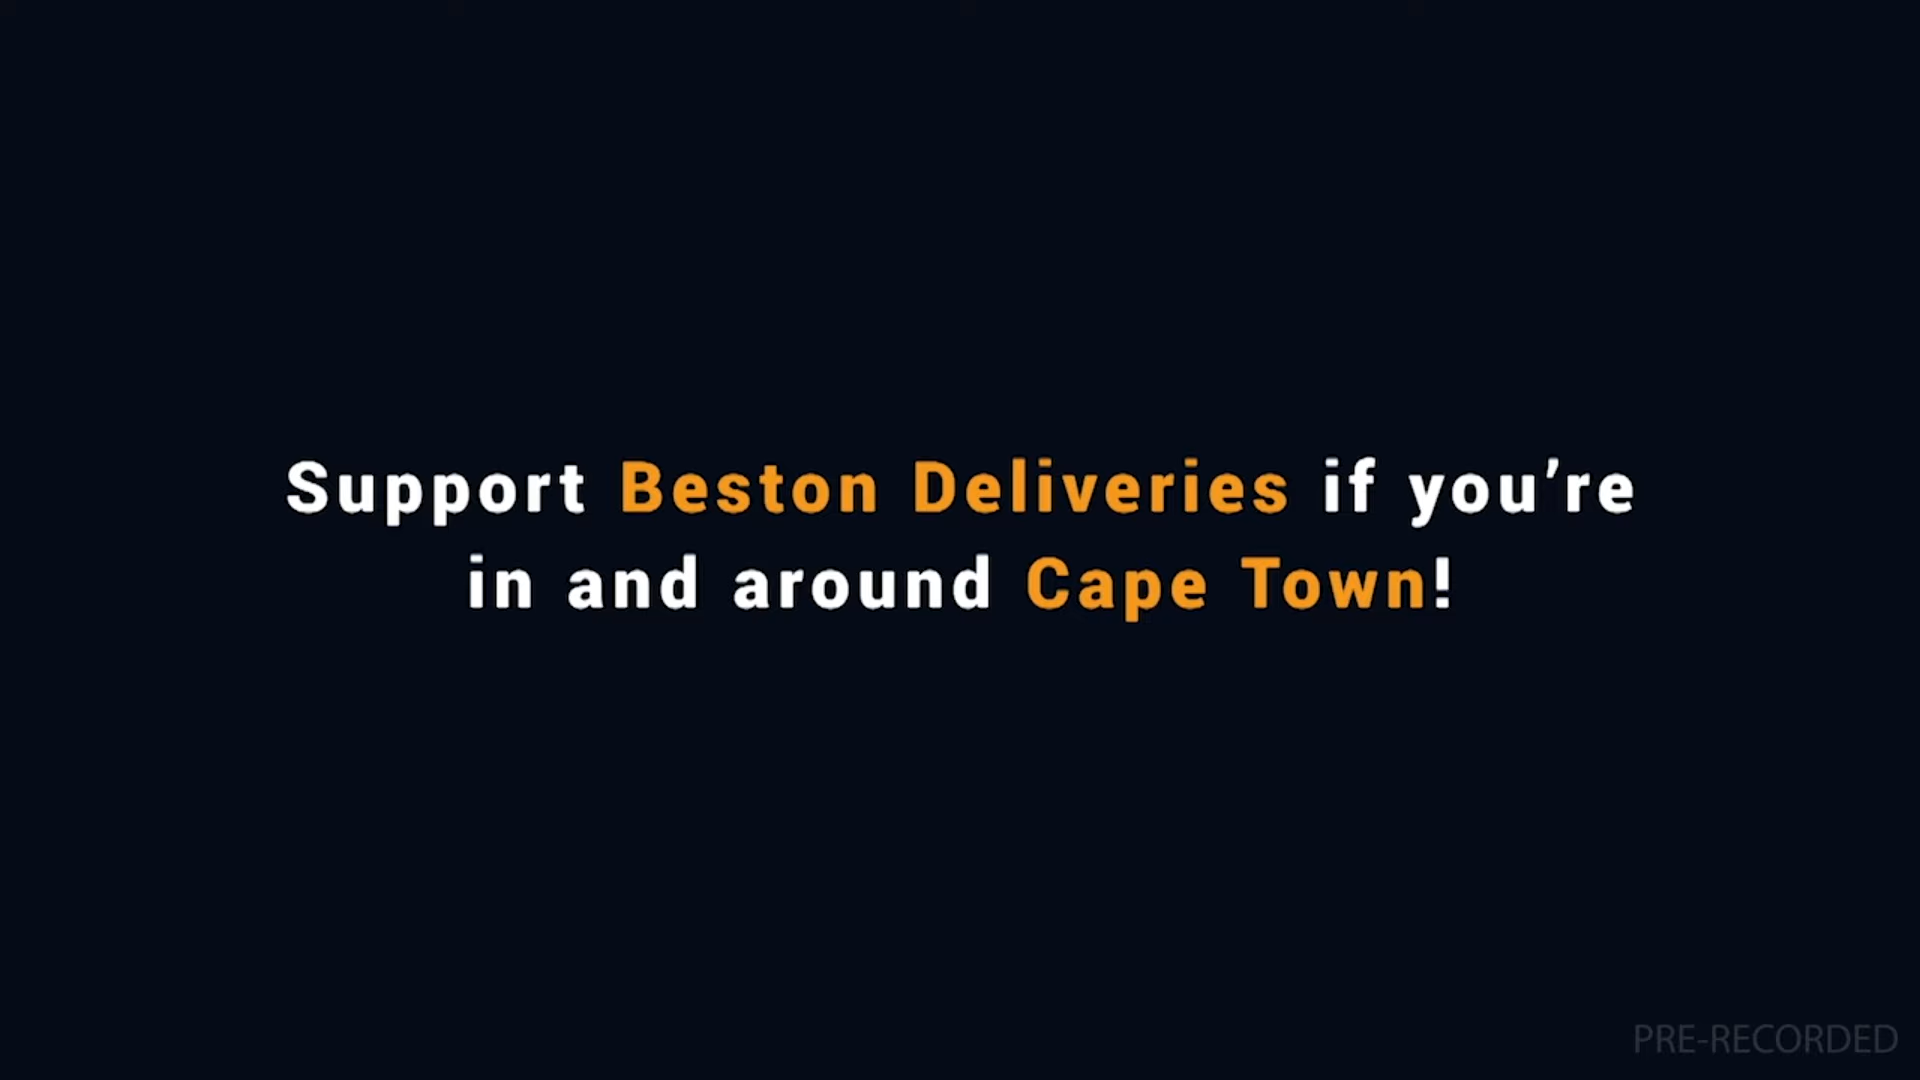 Support Beston Deliveries if you’re
in and around Cape Town!
PRE-RECORDED